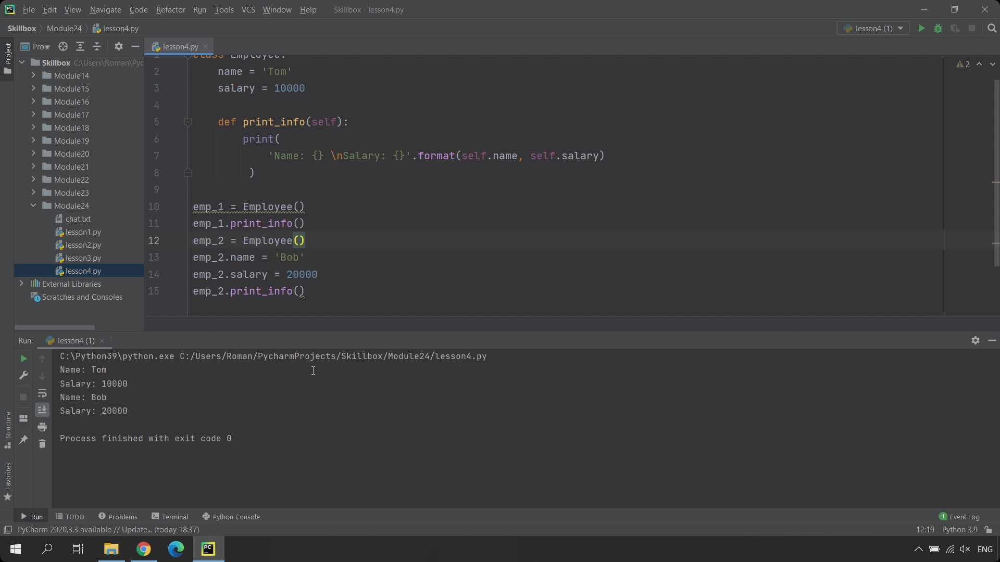 File Edit View Navigate Code Refactor Run Tools VCS Window Help Skillbox - lesson4.py
Skillbox Module24 lesson4.py lesson4 (1)
Project
Pro... lesson4.py
Skillbox C:\Users\Roman\Pyc
Module14
Module15
Module16
Module17
Module18
Module19
Module20
Module21
Module22
Module23
Module24
chat.txt
lesson1.py
lesson2.py
lesson3.py
lesson4.py
External Libraries
Scratches and Consoles
1 class Employee:
2 name = 'Tom'
3 salary = 10000
4
5 def print_info(self):
6 print(
7 'Name: {} \nSalary: {}'.format(self.name, self.salary)
8 )
9
10 emp_1 = Employee()
11 emp_1.print_info()
12 emp_2 = Employee()
13 emp_2.name = 'Bob'
14 emp_2.salary = 20000
15 emp_2.print_info()
2
Run: lesson4 (1)
C:\Python39\python.exe C:/Users/Roman/PycharmProjects/Skillbox/Module24/lesson4.py
Name: Tom
Salary: 10000
Name: Bob
Salary: 20000
Process finished with exit code 0
Structure
Favorites
Run TODO Problems Terminal Python Console 1 Event Log
PyCharm 2020.3.3 available // Update... (today 18:37) 12:19 Python 3.9
PC ENG